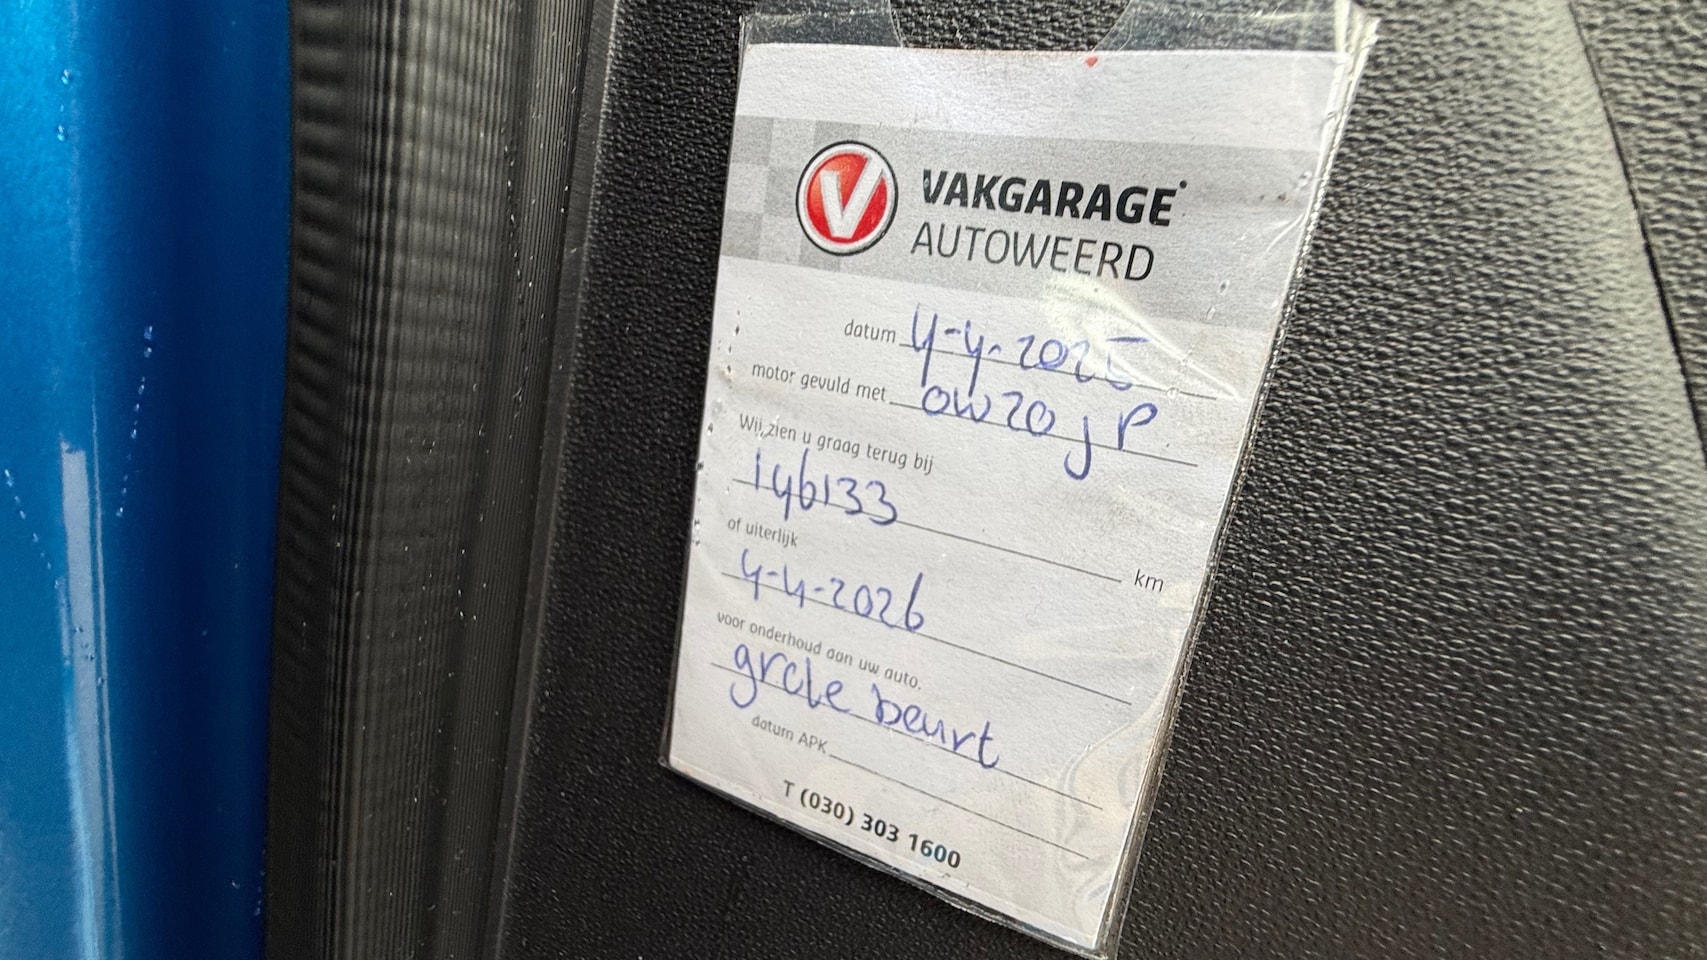 V
VAKGARAGE
AUTOWEERD
datum 4-4-2025
motor gevuld met 0W20 JP
Wij zien u graag terug bij
146133 km
of uiterlijk
4-4-2026
voor onderhoud aan uw auto.
grote beurt
datum APK
T (030) 303 1600